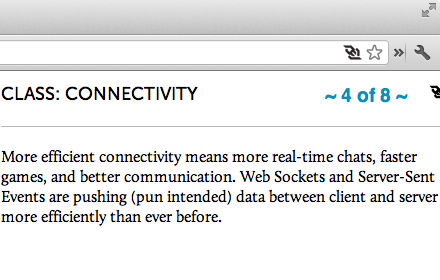 CLASS: CONNECTIVITY ~ 4 of 8 ~
More efficient connectivity means more real-time chats, faster
games, and better communication. Web Sockets and Server-Sent
Events are pushing (pun intended) data between client and server
more efficiently than ever before.